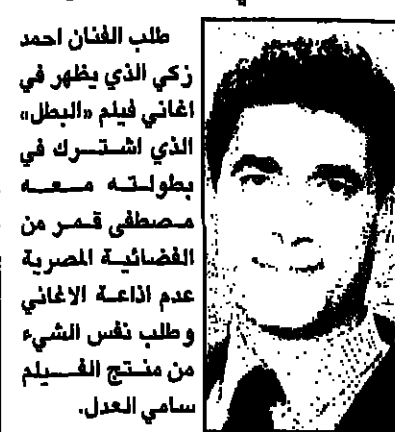 طلب الفنان احمد
زكي الذي يظهر في
اغاني فيلم «البطل»
الذي اشترك في
بطولته معه
مصطفى قمر من
الفضائية المصرية
عدم اذاعة الاغاني
وطلب نفس الشيء
من منتج الفيلم
سامي العدل.